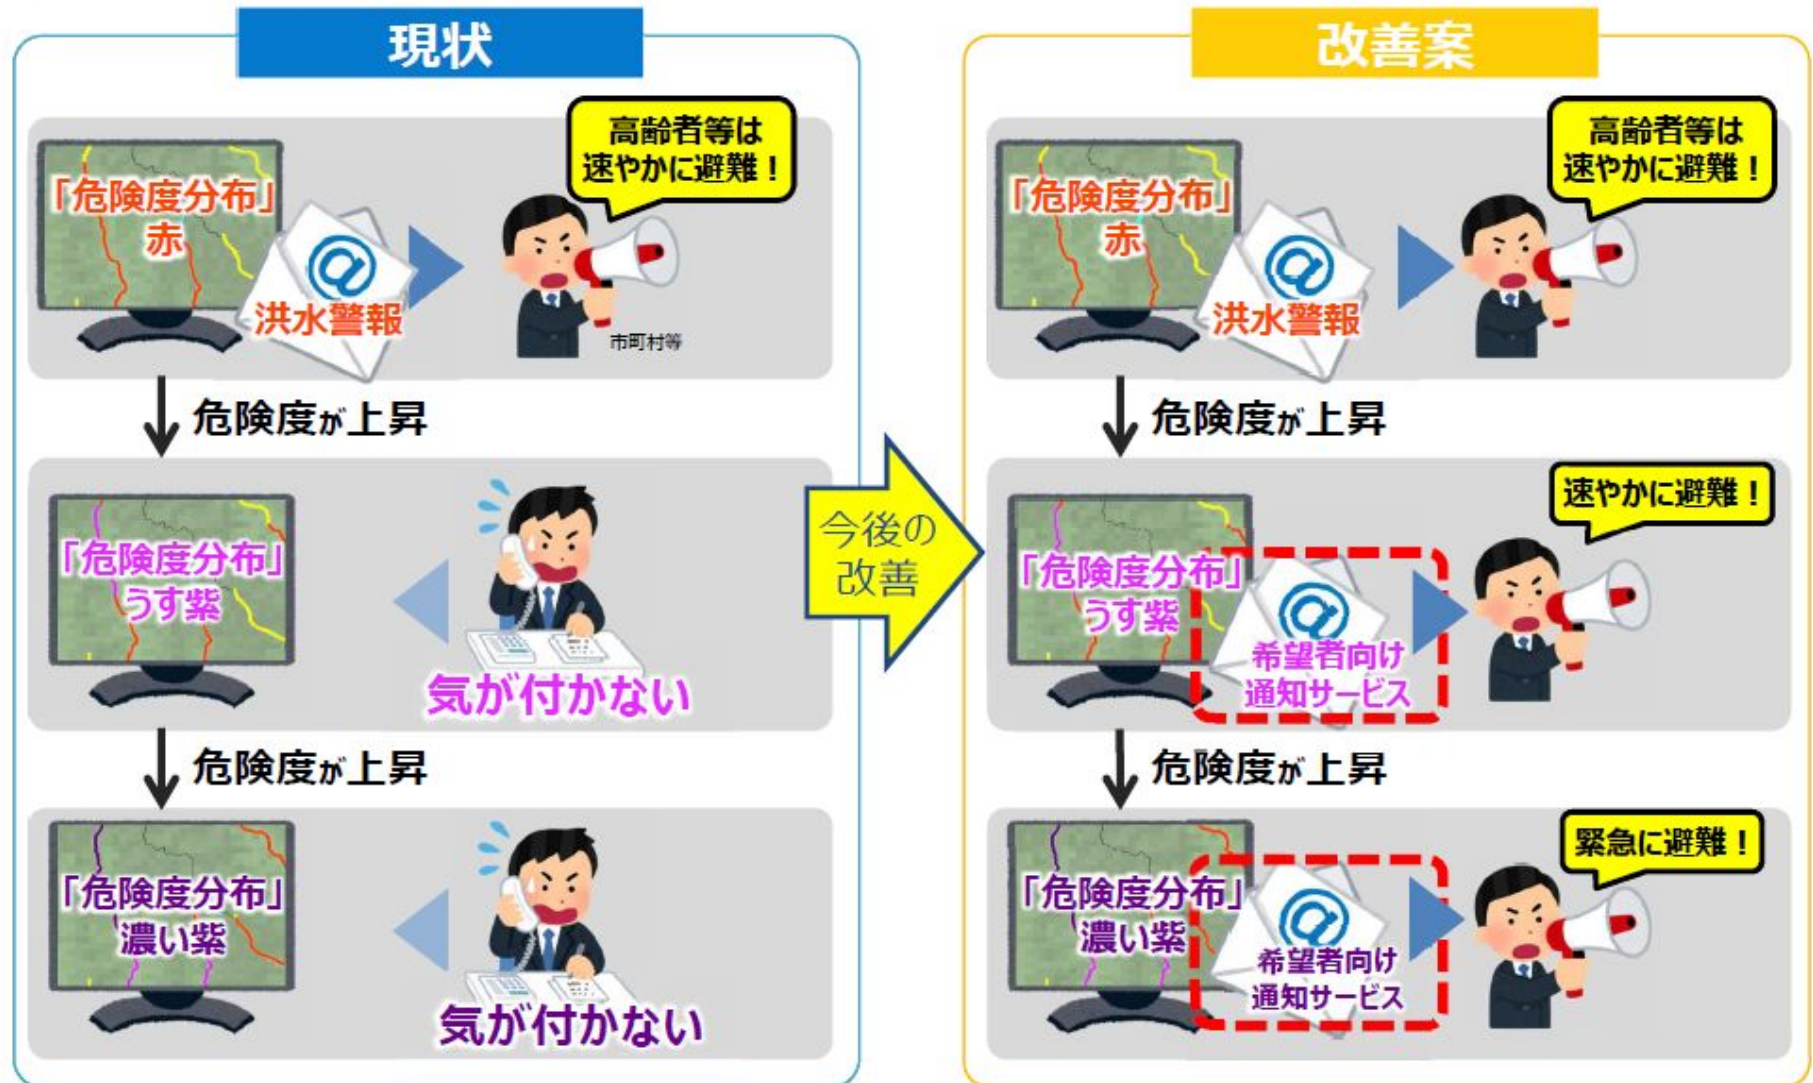 現状
高齢者等は
速やかに避難！
「危険度分布」
赤
@
洪水警報
市町村等
危険度が上昇
「危険度分布」
うす紫
気が付かない
危険度が上昇
「危険度分布」
濃い紫
気が付かない
今後の
改善
改善案
高齢者等は
速やかに避難！
「危険度分布」
赤
@
洪水警報
危険度が上昇
速やかに避難！
「危険度分布」
うす紫
@
希望者向け
通知サービス
危険度が上昇
緊急に避難！
「危険度分布」
濃い紫
@
希望者向け
通知サービス